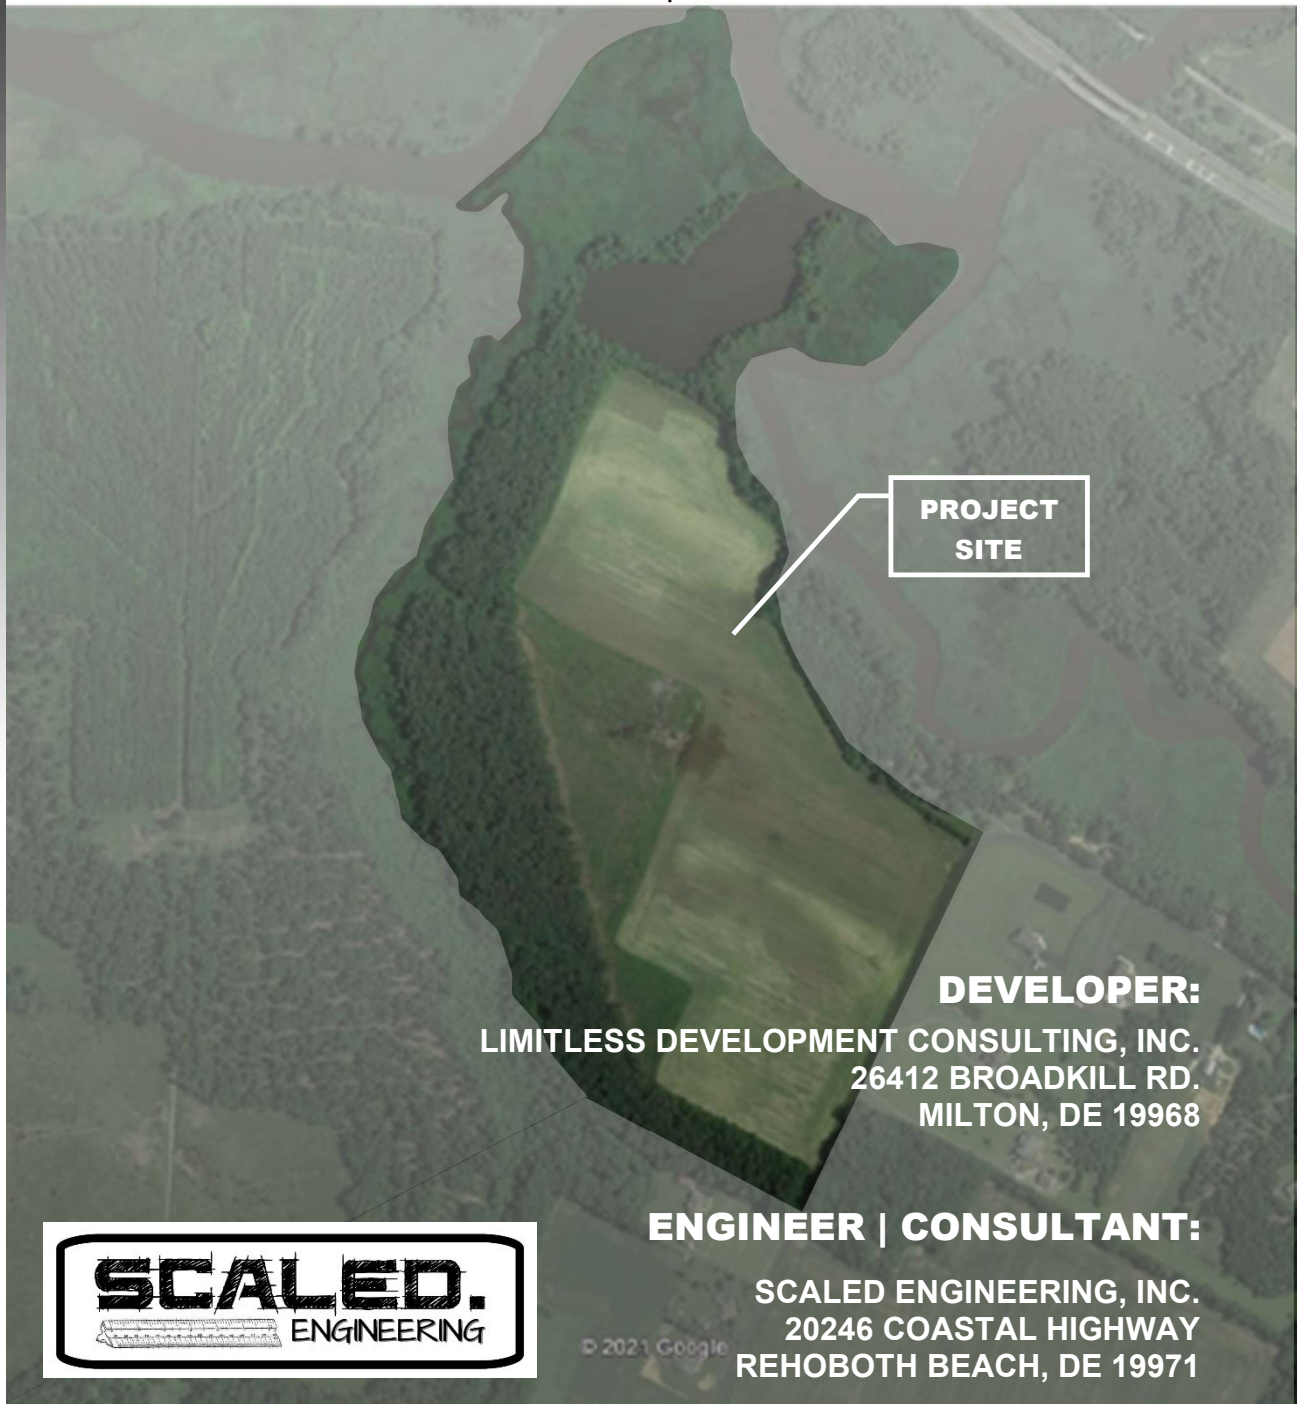 PROJECT
SITE
DEVELOPER:
LIMITLESS DEVELOPMENT CONSULTING, INC.
26412 BROADKILL RD.
MILTON, DE 19968
ENGINEER | CONSULTANT:
SCALED ENGINEERING, INC.
20246 COASTAL HIGHWAY
REHOBOTH BEACH, DE 19971
SCALED.
ENGINEERING
© 2021 Google